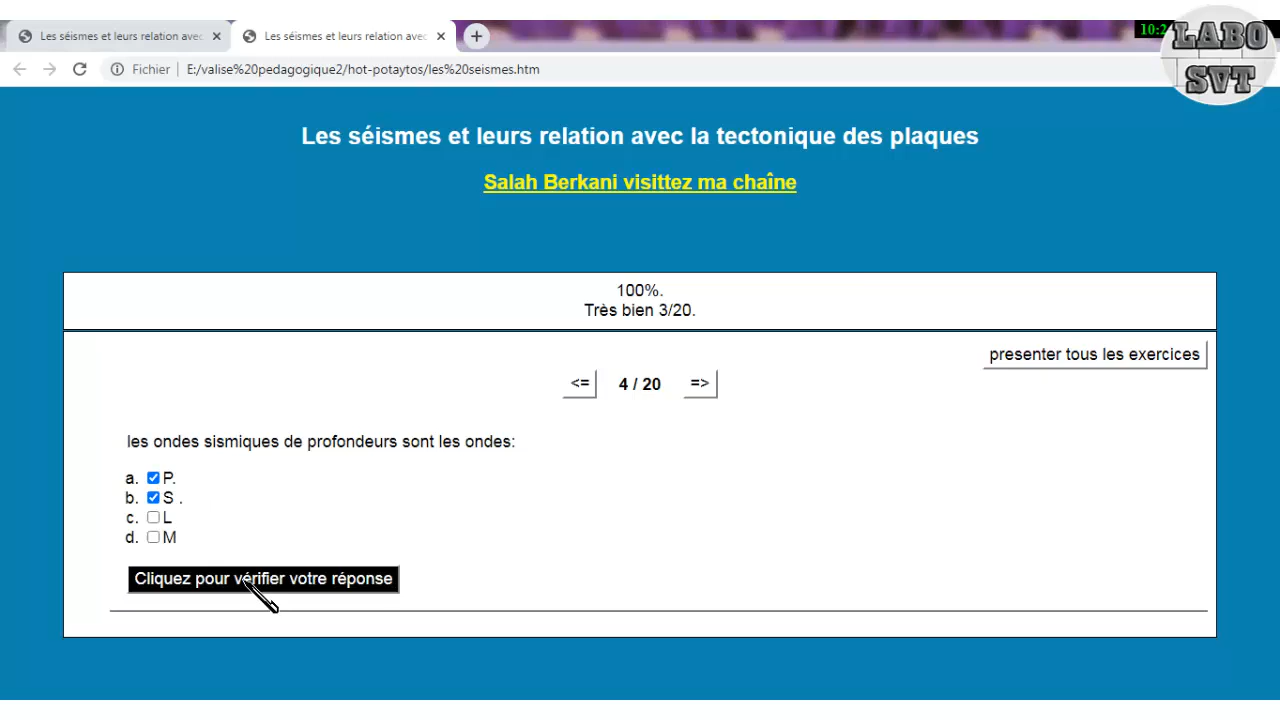 Les séismes et leurs relation avec
Les séismes et leurs relation avec
10:2
LABO
SVT
Fichier
E:/valise%20pedagogique2/hot-potaytos/les%20seismes.htm
Les séismes et leurs relation avec la tectonique des plaques
Salah Berkani visittez ma chaîne
100%.
Très bien 3/20.
presenter tous les exercices
<= 4 / 20 =>
les ondes sismiques de profondeurs sont les ondes:
a. P.
b. S .
c. L
d. M
Cliquez pour vérifier votre réponse